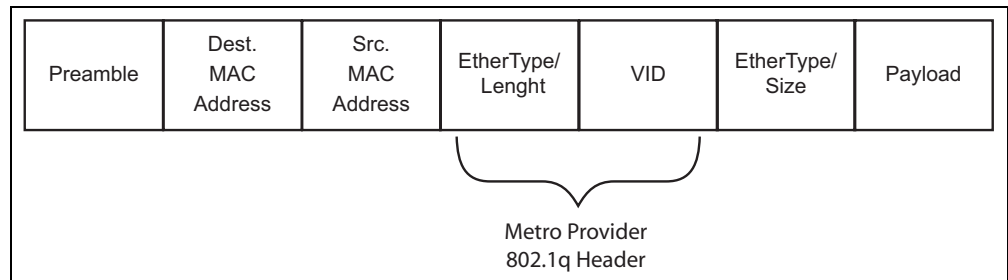 Preamble
Dest.
MAC
Address
Src.
MAC
Address
EtherType/
Lenght
VID
EtherType/
Size
Payload
Metro Provider
802.1q Header